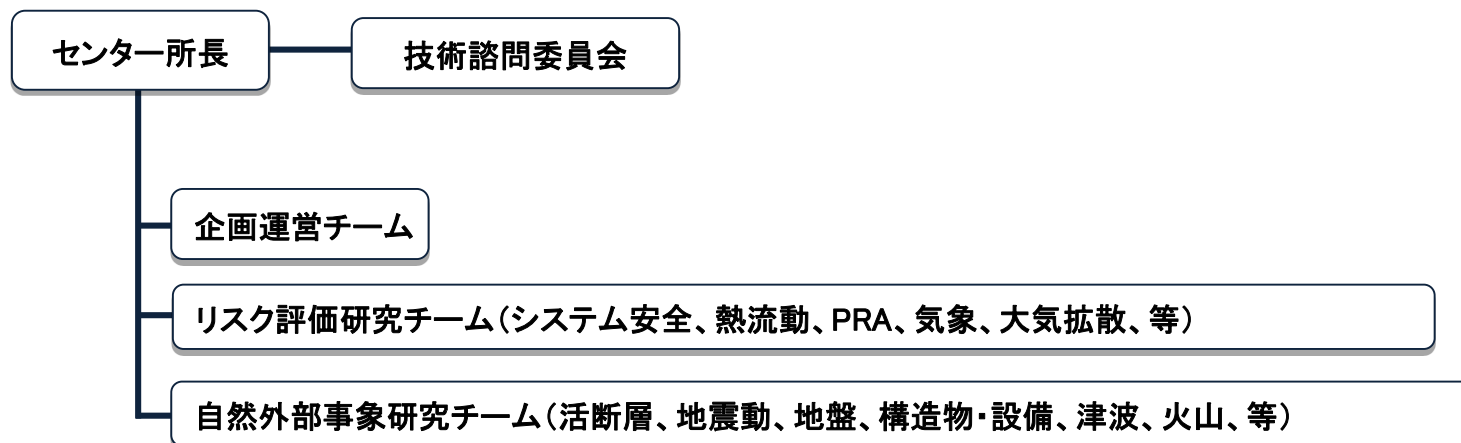 センター所長
技術諮問委員会
企画運営チーム
リスク評価研究チーム（システム安全、熱流動、PRA、気象、大気拡散、等）
自然外部事象研究チーム（活断層、地震動、地盤、構造物・設備、津波、火山、等）